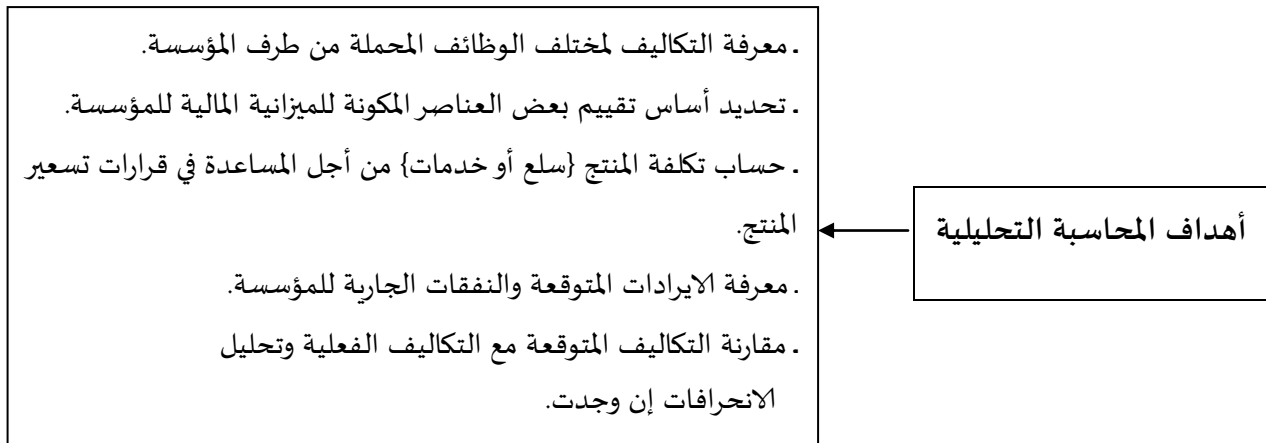 أهداف المحاسبة التحليلية
. معرفة التكاليف لمختلف الوظائف المحملة من طرف المؤسسة.
. تحديد أساس تقييم بعض العناصر المكونة للميزانية المالية للمؤسسة.
. حساب تكلفة المنتج {سلع أو خدمات} من أجل المساعدة في قرارات تسعير
المنتج.
. معرفة الايرادات المتوقعة والنفقات الجارية للمؤسسة.
. مقارنة التكاليف المتوقعة مع التكاليف الفعلية وتحليل
الانحرافات إن وجدت.